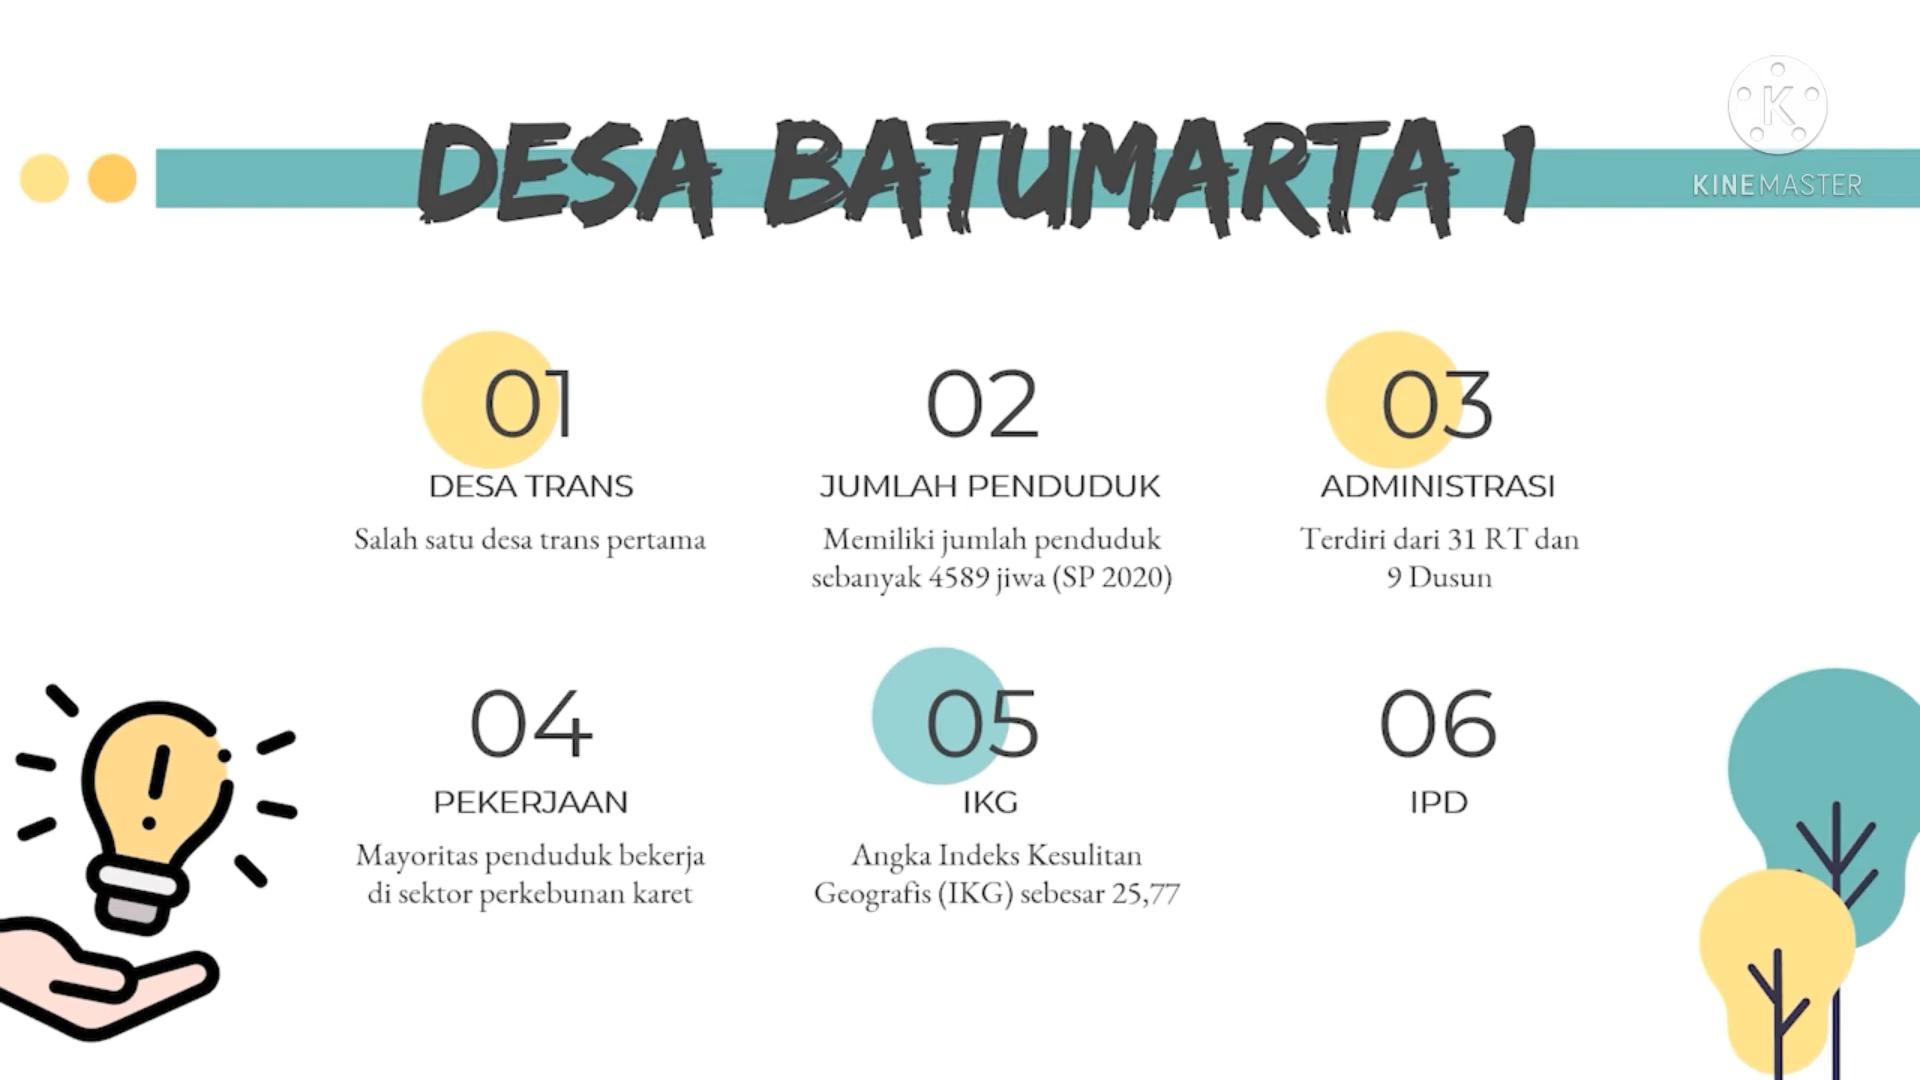 DESA BATUMARTA 1
K
KINEMASTER
01
DESA TRANS
Salah satu desa trans pertama
02
JUMLAH PENDUDUK
Memiliki jumlah penduduk
sebanyak 4589 jiwa (SP 2020)
03
ADMINISTRASI
Terdiri dari 31 RT dan
9 Dusun
04
PEKERJAAN
Mayoritas penduduk bekerja
di sektor perkebunan karet
05
IKG
Angka Indeks Kesulitan
Geografis (IKG) sebesar 25,77
06
IPD